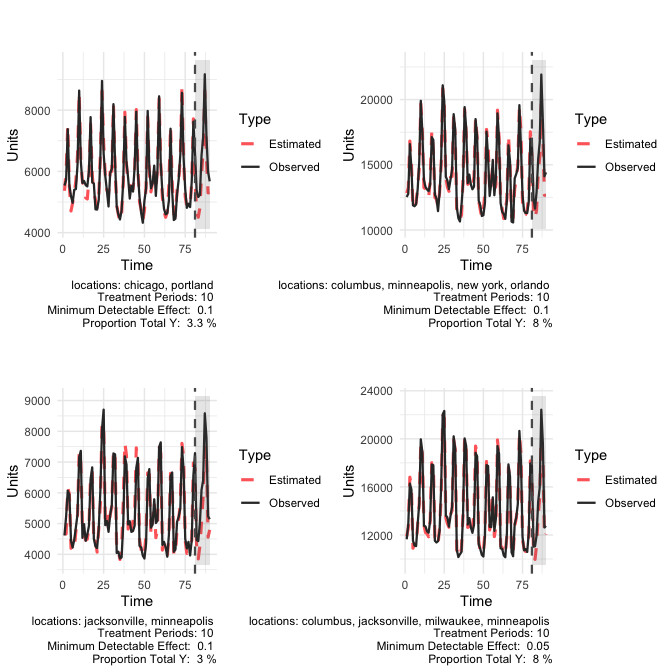 8000
6000
4000
Units
0
25
50
75
Time
Type
Estimated
Observed
locations: chicago, portland
Treatment Periods: 10
Minimum Detectable Effect: 0.1
Proportion Total Y: 3.3 %
20000
15000
10000
Units
0
25
50
75
Time
Type
Estimated
Observed
locations: columbus, minneapolis, new york, orlando
Treatment Periods: 10
Minimum Detectable Effect: 0.1
Proportion Total Y: 8 %
9000
8000
7000
6000
5000
4000
Units
0
25
50
75
Time
Type
Estimated
Observed
locations: jacksonville, minneapolis
Treatment Periods: 10
Minimum Detectable Effect: 0.1
Proportion Total Y: 3 %
24000
20000
16000
12000
Units
0
25
50
75
Time
Type
Estimated
Observed
locations: columbus, jacksonville, milwaukee, minneapolis
Treatment Periods: 10
Minimum Detectable Effect: 0.05
Proportion Total Y: 8 %